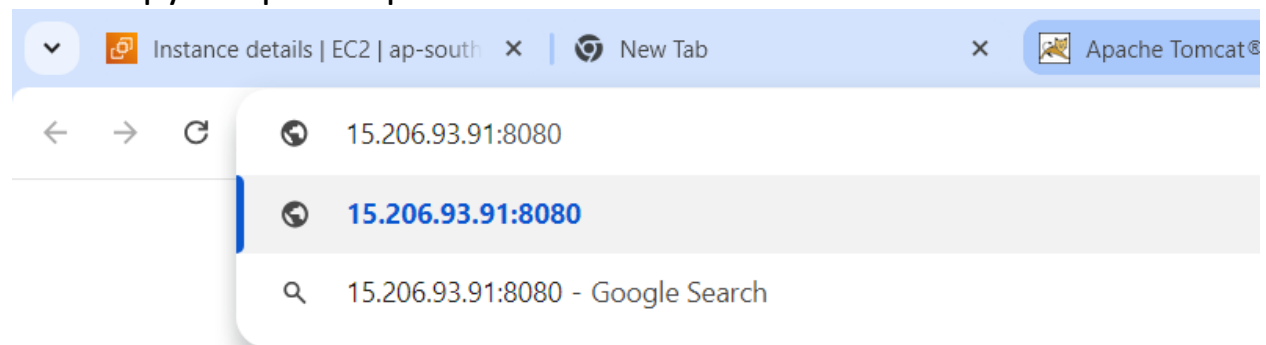 Instance details | EC2 | ap-south
New Tab
Apache Tomcat®
15.206.93.91:8080
15.206.93.91:8080
15.206.93.91:8080 - Google Search